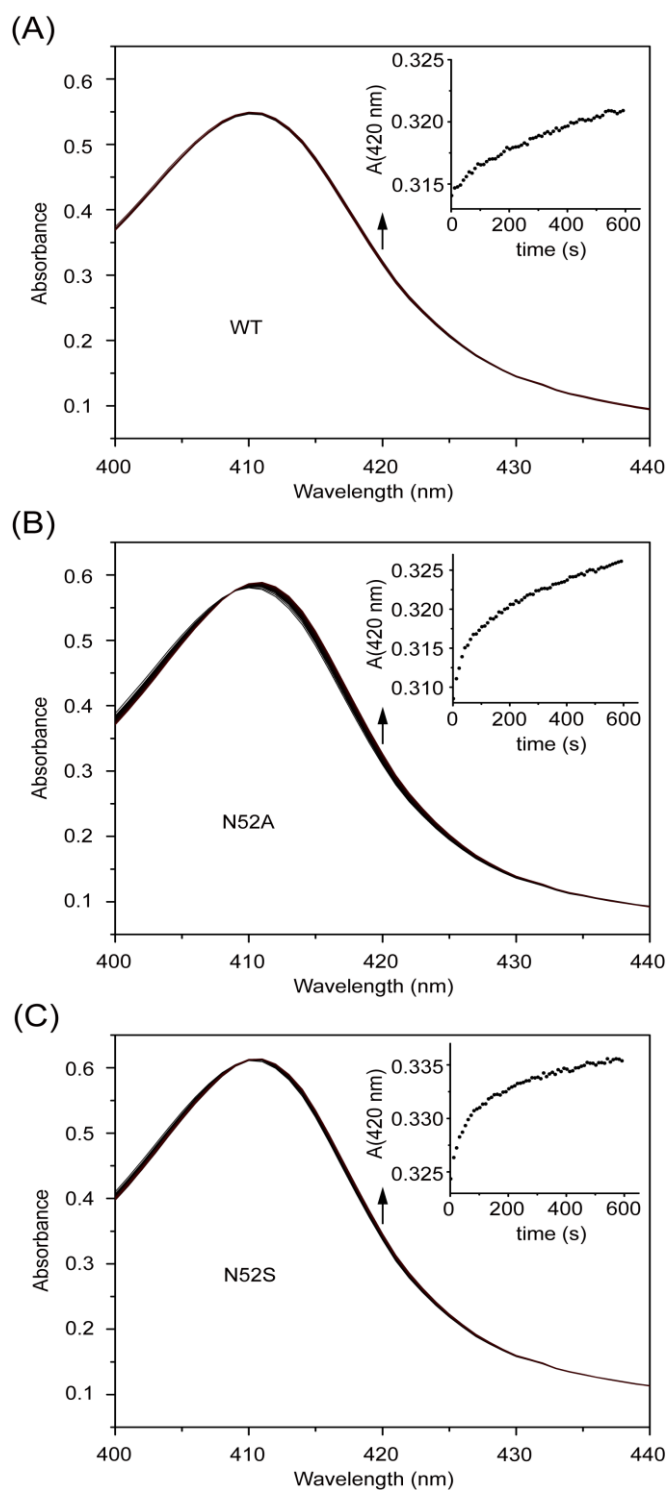 (A)
0.6
0.5
0.4
0.3
0.2
0.1
Absorbance
WT
400 410 420 430 440
Wavelength (nm)
0.325
0.320
0.315
A(420 nm)
0 200 400 600
time (s)
(B)
0.6
0.5
0.4
0.3
0.2
0.1
Absorbance
N52A
400 410 420 430 440
Wavelength (nm)
0.325
0.320
0.315
0.310
A(420 nm)
0 200 400 600
time (s)
(C)
0.6
0.5
0.4
0.3
0.2
0.1
Absorbance
N52S
400 410 420 430 440
Wavelength (nm)
0.335
0.330
0.325
A(420 nm)
0 200 400 600
time (s)